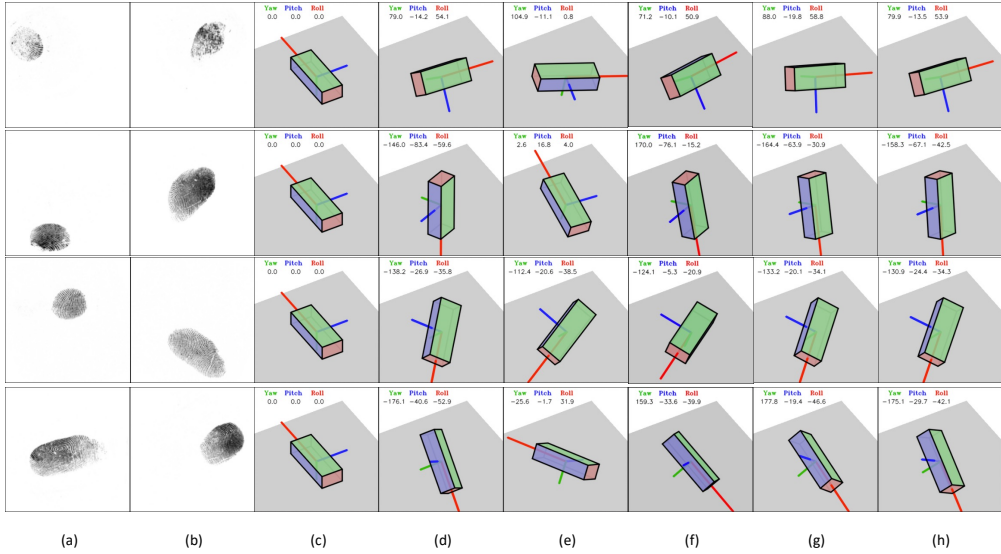 Yaw Pitch Roll
0.0 0.0 0.0
Yaw Pitch Roll
79.0 −14.2 54.1
Yaw Pitch Roll
104.9 −11.1 0.8
Yaw Pitch Roll
71.2 −10.1 50.9
Yaw Pitch Roll
88.0 −19.8 58.8
Yaw Pitch Roll
79.9 −13.5 53.9
Yaw Pitch Roll
0.0 0.0 0.0
Yaw Pitch Roll
−146.0 −83.4 −59.6
Yaw Pitch Roll
2.6 16.8 4.0
Yaw Pitch Roll
170.0 −76.1 −15.2
Yaw Pitch Roll
−164.4 −63.9 −30.9
Yaw Pitch Roll
−158.3 −67.1 −42.5
Yaw Pitch Roll
0.0 0.0 0.0
Yaw Pitch Roll
−138.2 −26.9 −35.8
Yaw Pitch Roll
−112.4 −20.6 −38.5
Yaw Pitch Roll
−124.1 −5.3 −20.9
Yaw Pitch Roll
−133.2 −20.1 −34.1
Yaw Pitch Roll
−130.9 −24.4 −34.3
Yaw Pitch Roll
0.0 0.0 0.0
Yaw Pitch Roll
−176.1 −40.6 −52.9
Yaw Pitch Roll
−25.6 −1.7 31.9
Yaw Pitch Roll
159.3 −33.6 −39.9
Yaw Pitch Roll
177.8 −19.4 −46.6
Yaw Pitch Roll
−175.1 −29.7 −42.1
(a) (b) (c) (d) (e) (f) (g) (h)